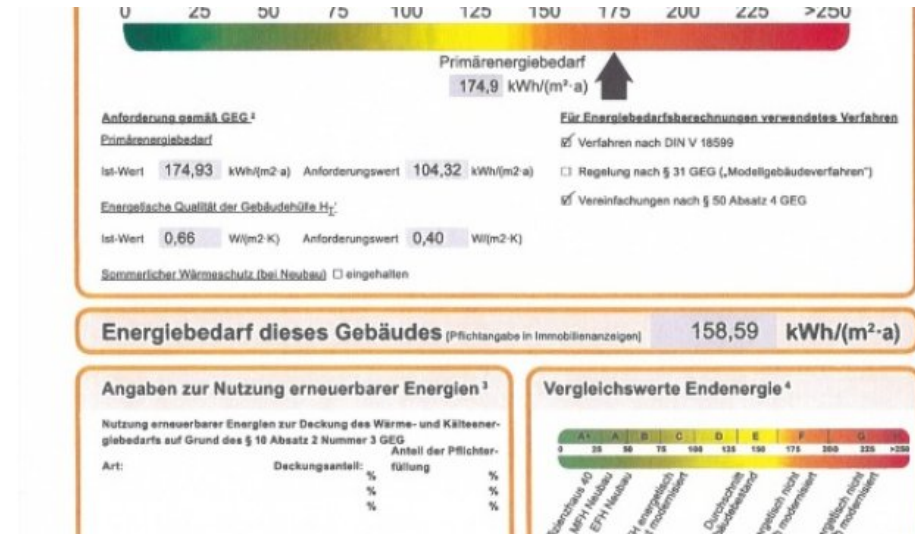 0 25 50 75 100 125 150 175 200 225 >250
Primärenergiebedarf
174,9 kWh/(m²·a)
Anforderung gemäß GEG ²
Primärenergiebedarf
Ist-Wert 174,93 kWh/(m2·a) Anforderungswert 104,32 kWh/(m2·a)
Energetische Qualität der Gebäudehülle H_T'
Ist-Wert 0,66 W/(m2·K) Anforderungswert 0,40 W/(m2·K)
Sommerlicher Wärmeschutz (bei Neubau) ☐ eingehalten
Für Energiebedarfsberechnungen verwendetes Verfahren
☑ Verfahren nach DIN V 18599
☐ Regelung nach § 31 GEG („Modellgebäudeverfahren")
☑ Vereinfachungen nach § 50 Absatz 4 GEG
Energiebedarf dieses Gebäudes [Pflichtangabe in Immobilienanzeigen] 158,59 kWh/(m²·a)
Angaben zur Nutzung erneuerbarer Energien ³
Nutzung erneuerbarer Energien zur Deckung des Wärme- und Kälteener-
giebedarfs auf Grund des § 10 Absatz 2 Nummer 3 GEG
Anteil der Pflichter-
Art: Deckungsanteil: füllung
% %
% %
% %
Vergleichswerte Endenergie ⁴
A+ A B C D E F G H
0 25 50 75 100 125 150 175 200 225 >250
MFH Neubau
EFH Neubau
energetisch
modernisiert
Durchschnitt